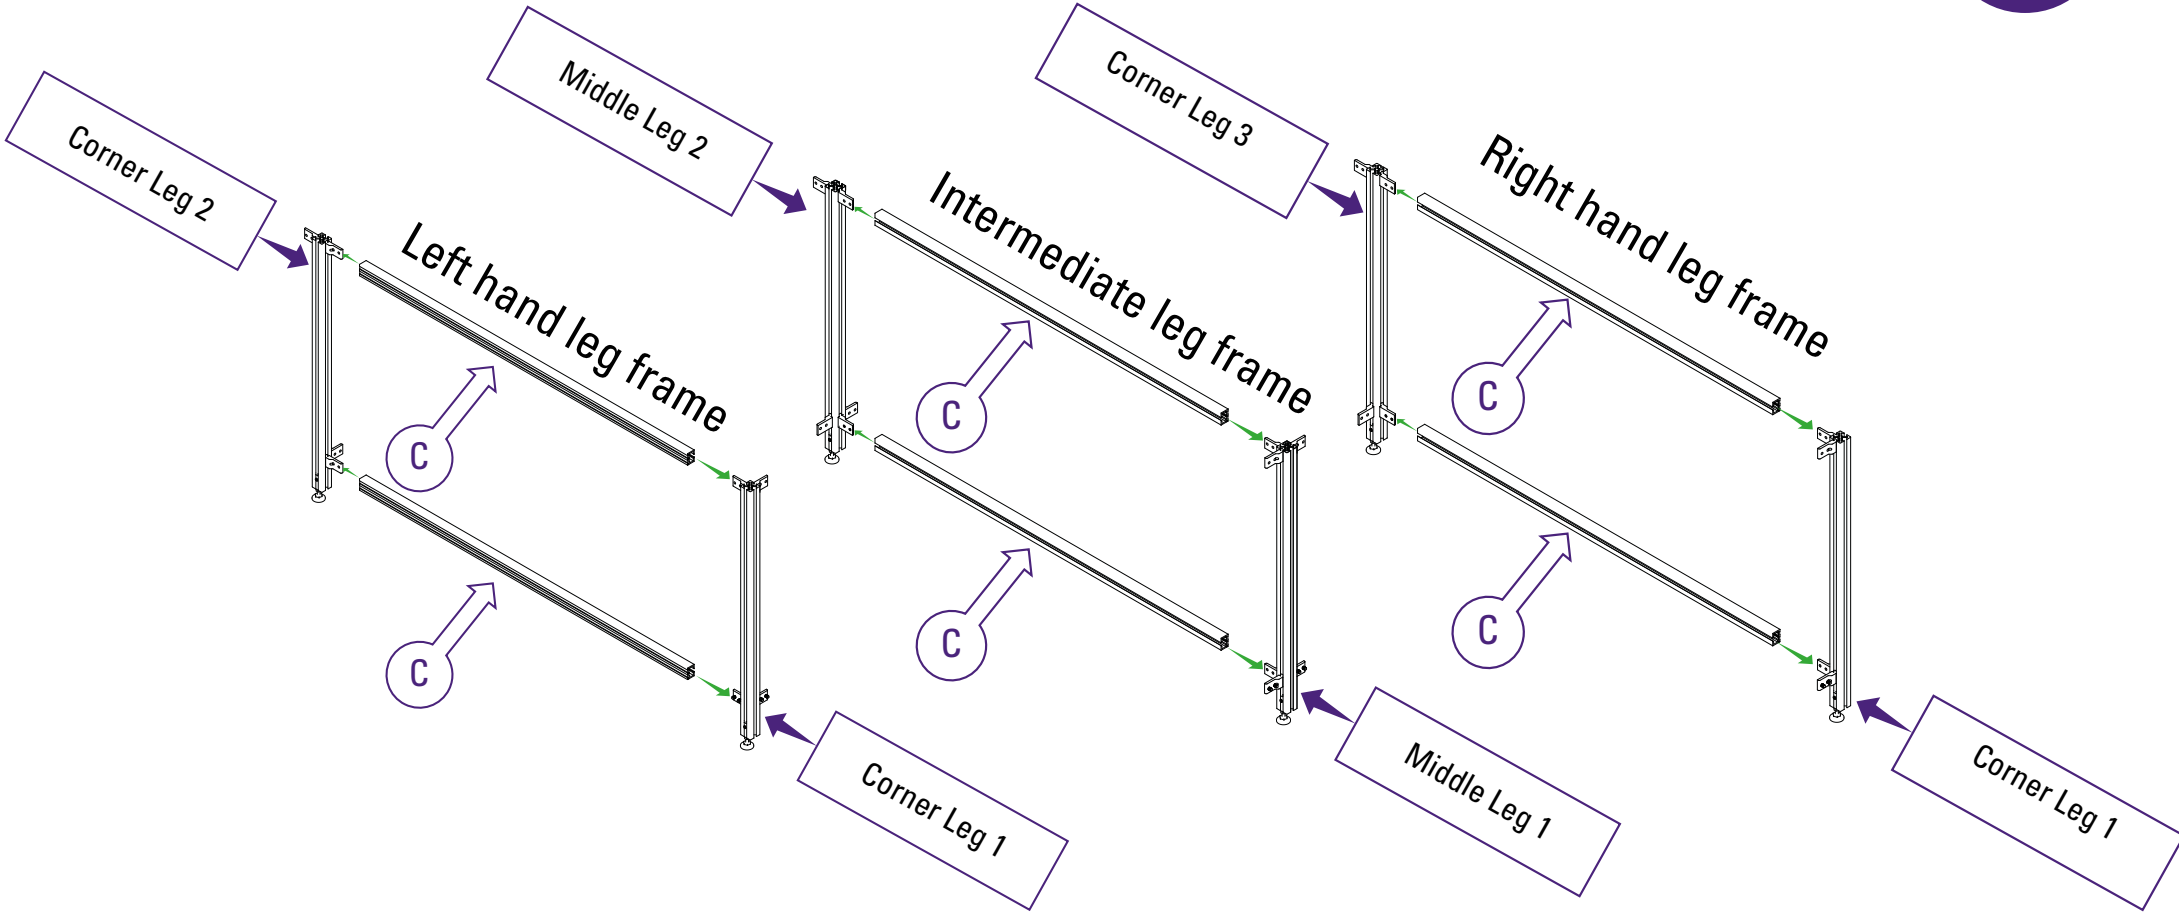 Corner Leg 2
Middle Leg 2
Corner Leg 3
Left hand leg frame
Intermediate leg frame
Right hand leg frame
C
C
C
C
C
C
Corner Leg 1
Middle Leg 1
Corner Leg 1